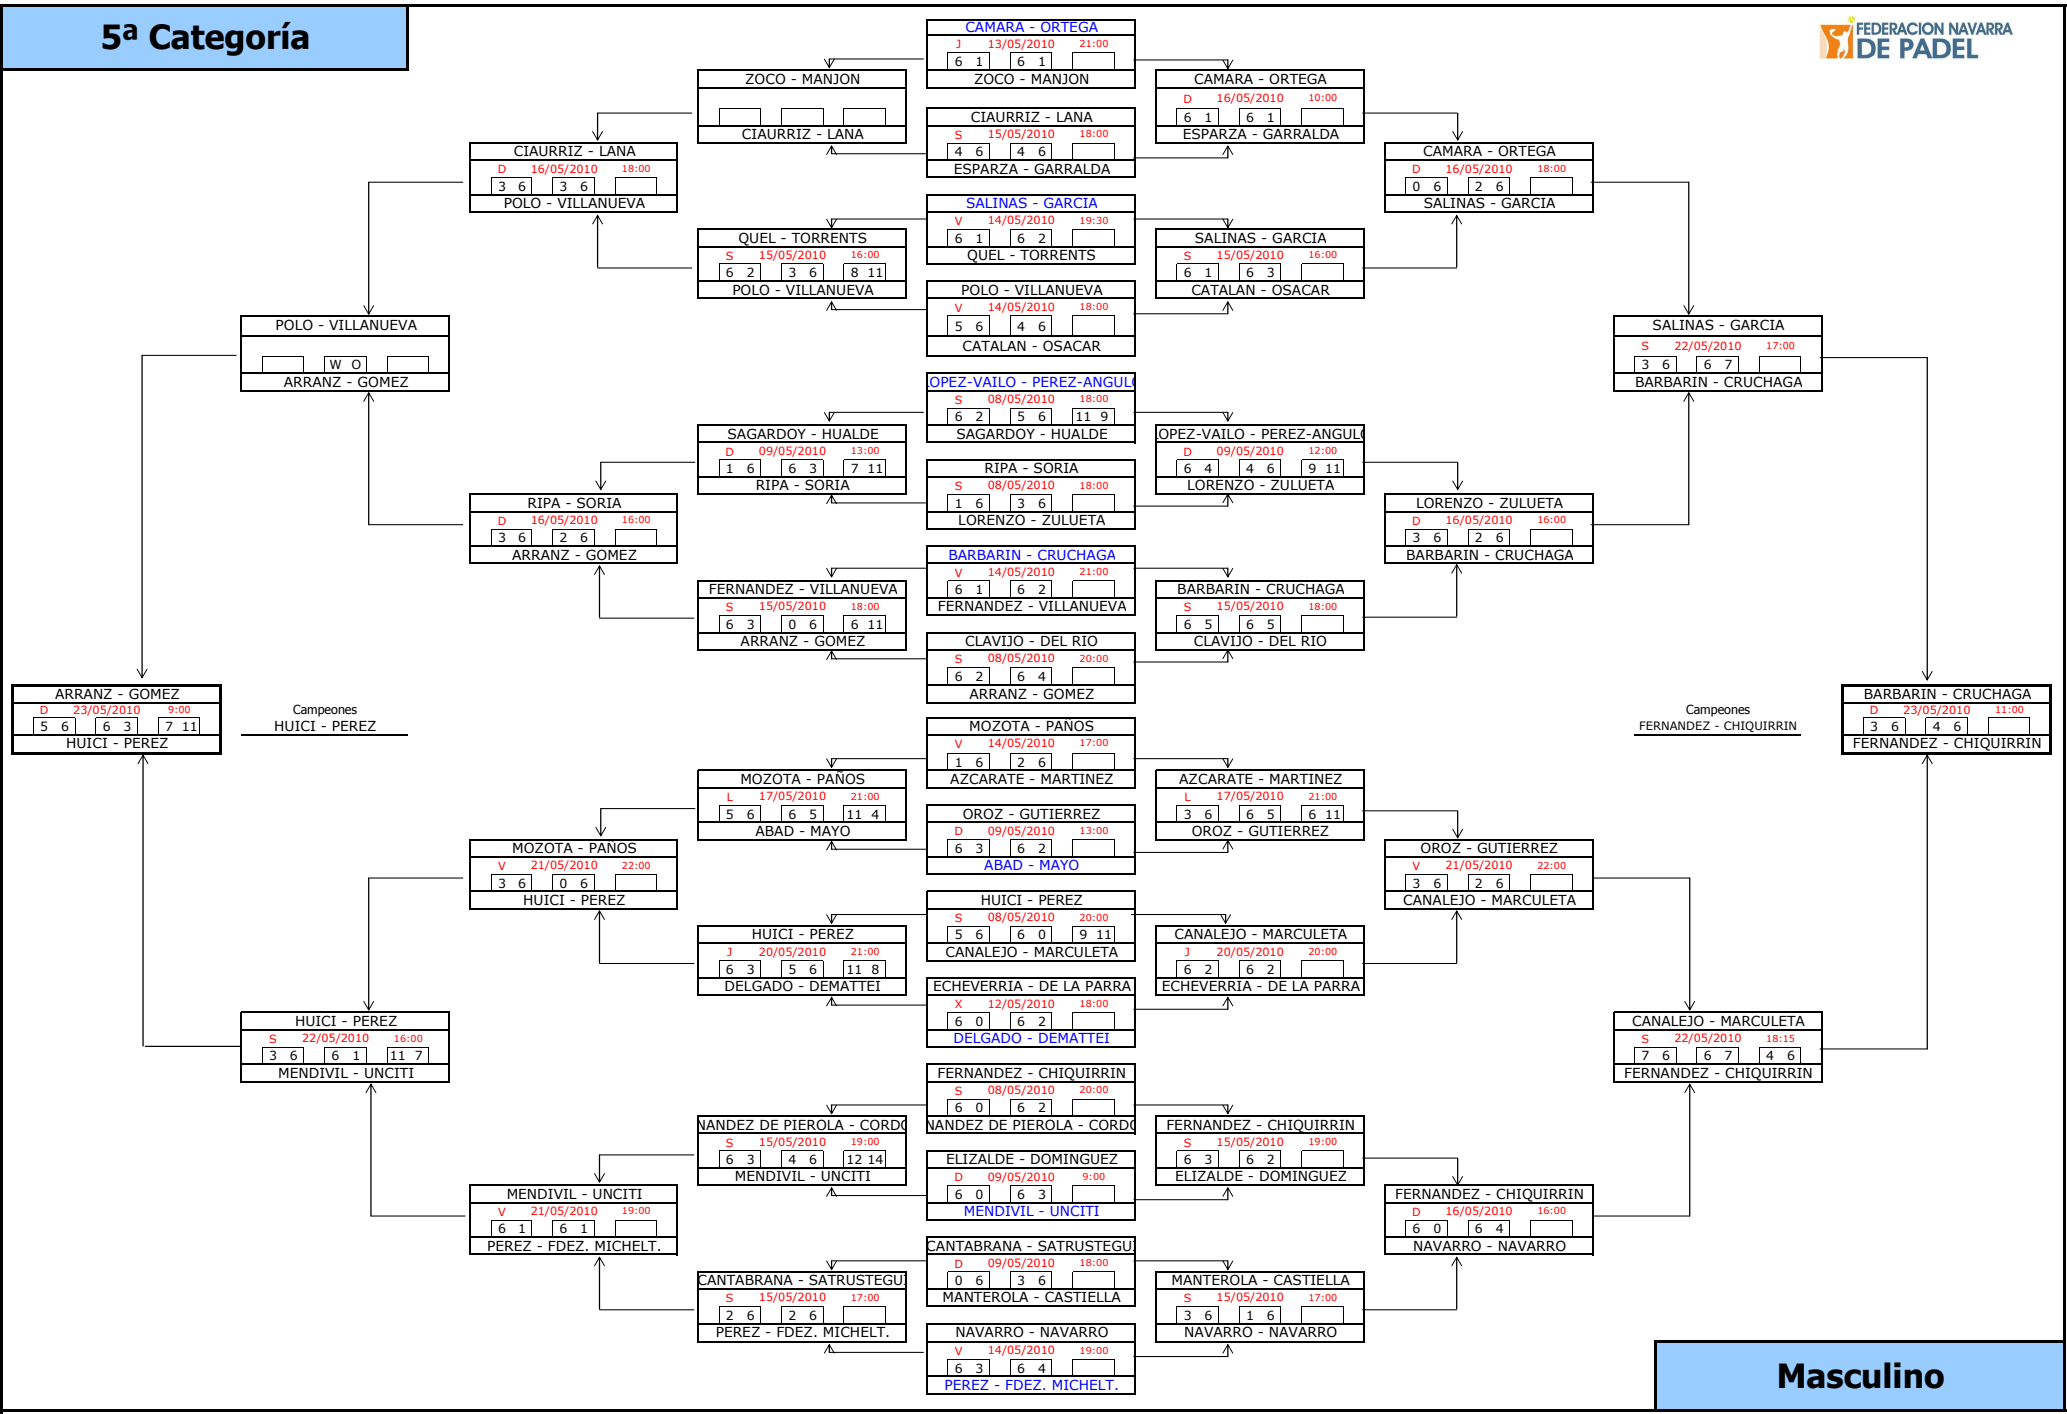 5ª Categoría
FEDERACION NAVARRA
DE PADEL
CAMARA - ORTEGA
J 13/05/2010 21:00
6 1 6 1
ZOCO - MANJON
CIAURRIZ - LANA
S 15/05/2010 18:00
4 6 4 6
ESPARZA - GARRALDA
SALINAS - GARCIA
V 14/05/2010 19:30
6 1 6 2
QUEL - TORRENTS
POLO - VILLANUEVA
V 14/05/2010 18:00
5 6 4 6
CATALAN - OSACAR
LOPEZ-VAILO - PEREZ-ANGULO
S 08/05/2010 18:00
6 2 5 6 11 9
SAGARDOY - HUALDE
RIPA - SORIA
S 08/05/2010 18:00
1 6 3 6
LORENZO - ZULUETA
BARBARIN - CRUCHAGA
V 14/05/2010 21:00
6 1 6 2
FERNANDEZ - VILLANUEVA
CLAVIJO - DEL RIO
S 08/05/2010 20:00
6 2 6 4
ARRANZ - GOMEZ
MOZOTA - PAÑOS
V 14/05/2010 17:00
1 6 2 6
AZCARATE - MARTINEZ
OROZ - GUTIERREZ
D 09/05/2010 13:00
6 3 6 2
ABAD - MAYO
HUICI - PEREZ
S 08/05/2010 20:00
5 6 6 0 9 11
CANALEJO - MARCULETA
ECHEVERRIA - DE LA PARRA
X 12/05/2010 18:00
6 0 6 2
DELGADO - DEMATTEI
FERNANDEZ - CHIQUIRRIN
S 08/05/2010 20:00
6 0 6 2
NANDEZ DE PIEROLA - CORDO
ELIZALDE - DOMINGUEZ
D 09/05/2010 9:00
6 0 6 3
MENDIVIL - UNCITI
CANTABRANA - SATRUSTEGUI
D 09/05/2010 18:00
0 6 3 6
MANTEROLA - CASTIELLA
NAVARRO - NAVARRO
V 14/05/2010 19:00
6 3 6 4
PEREZ - FDEZ. MICHELT.
ZOCO - MANJON
CIAURRIZ - LANA
QUEL - TORRENTS
S 15/05/2010 16:00
6 2 3 6 8 11
POLO - VILLANUEVA
SAGARDOY - HUALDE
D 09/05/2010 13:00
1 6 6 3 7 11
RIPA - SORIA
FERNANDEZ - VILLANUEVA
S 15/05/2010 18:00
6 3 0 6 6 11
ARRANZ - GOMEZ
MOZOTA - PAÑOS
L 17/05/2010 21:00
5 6 6 5 11 4
ABAD - MAYO
HUICI - PEREZ
J 20/05/2010 21:00
6 3 5 6 11 8
DELGADO - DEMATTEI
NANDEZ DE PIEROLA - CORDO
S 15/05/2010 19:00
6 3 4 6 12 14
MENDIVIL - UNCITI
CANTABRANA - SATRUSTEGUI
S 15/05/2010 17:00
2 6 2 6
PEREZ - FDEZ. MICHELT.
CIAURRIZ - LANA
D 16/05/2010 18:00
3 6 3 6
POLO - VILLANUEVA
RIPA - SORIA
D 16/05/2010 16:00
3 6 2 6
ARRANZ - GOMEZ
MOZOTA - PAÑOS
V 21/05/2010 22:00
3 6 0 6
HUICI - PEREZ
MENDIVIL - UNCITI
V 21/05/2010 19:00
6 1 6 1
PEREZ - FDEZ. MICHELT.
POLO - VILLANUEVA
W O
ARRANZ - GOMEZ
HUICI - PEREZ
S 22/05/2010 16:00
3 6 6 1 11 7
MENDIVIL - UNCITI
ARRANZ - GOMEZ
D 23/05/2010 9:00
5 6 6 3 7 11
HUICI - PEREZ
Campeones
HUICI - PEREZ
CAMARA - ORTEGA
D 16/05/2010 10:00
6 1 6 1
ESPARZA - GARRALDA
SALINAS - GARCIA
S 15/05/2010 16:00
6 1 6 3
CATALAN - OSACAR
LOPEZ-VAILO - PEREZ-ANGULO
D 09/05/2010 12:00
6 4 4 6 9 11
LORENZO - ZULUETA
BARBARIN - CRUCHAGA
S 15/05/2010 18:00
6 5 6 5
CLAVIJO - DEL RIO
AZCARATE - MARTINEZ
L 17/05/2010 21:00
3 6 6 5 6 11
OROZ - GUTIERREZ
CANALEJO - MARCULETA
J 20/05/2010 20:00
6 2 6 2
ECHEVERRIA - DE LA PARRA
FERNANDEZ - CHIQUIRRIN
S 15/05/2010 19:00
6 3 6 2
ELIZALDE - DOMINGUEZ
MANTEROLA - CASTIELLA
S 15/05/2010 17:00
3 6 1 6
NAVARRO - NAVARRO
CAMARA - ORTEGA
D 16/05/2010 18:00
0 6 2 6
SALINAS - GARCIA
LORENZO - ZULUETA
D 16/05/2010 16:00
3 6 2 6
BARBARIN - CRUCHAGA
OROZ - GUTIERREZ
V 21/05/2010 22:00
3 6 2 6
CANALEJO - MARCULETA
FERNANDEZ - CHIQUIRRIN
D 16/05/2010 16:00
6 0 6 4
NAVARRO - NAVARRO
SALINAS - GARCIA
S 22/05/2010 17:00
3 6 6 7
BARBARIN - CRUCHAGA
CANALEJO - MARCULETA
S 22/05/2010 18:15
7 6 6 7 4 6
FERNANDEZ - CHIQUIRRIN
Campeones
FERNANDEZ - CHIQUIRRIN
BARBARIN - CRUCHAGA
D 23/05/2010 11:00
3 6 4 6
FERNANDEZ - CHIQUIRRIN
Masculino